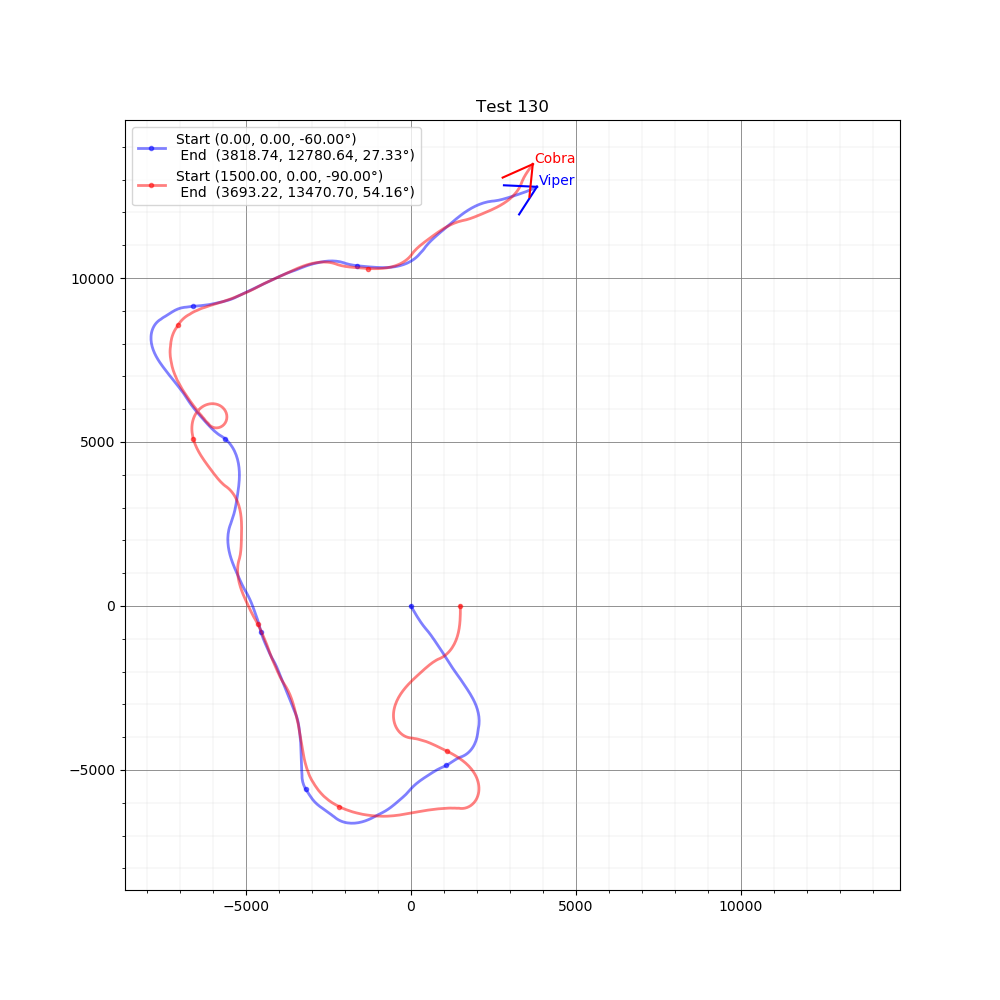 Test 130
Start (0.00, 0.00, -60.00°)
End  (3818.74, 12780.64, 27.33°)
Start (1500.00, 0.00, -90.00°)
End  (3693.22, 13470.70, 54.16°)
Cobra
Viper
10000
5000
0
−5000
−5000
0
5000
10000